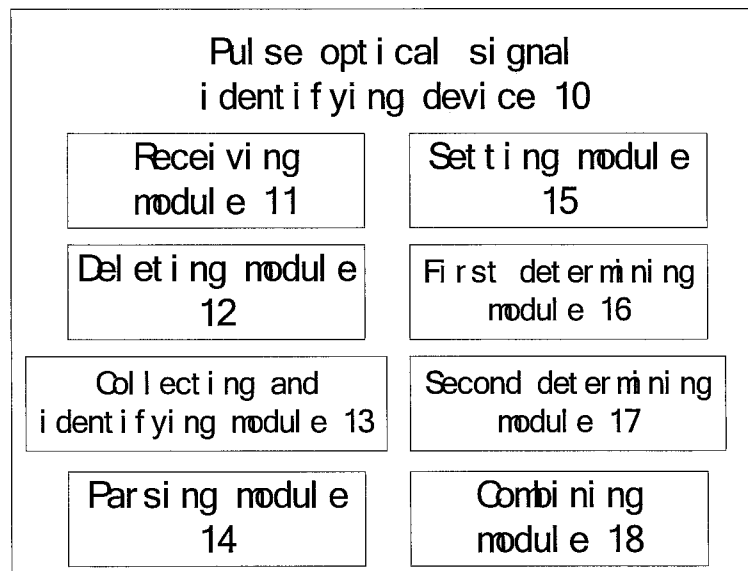 Pulse optical signal
identifying device 10
Receiving
module 11
Setting module
15
Deleting module
12
First determining
module 16
Collecting and
identifying module 13
Second determining
module 17
Parsing module
14
Combining
module 18